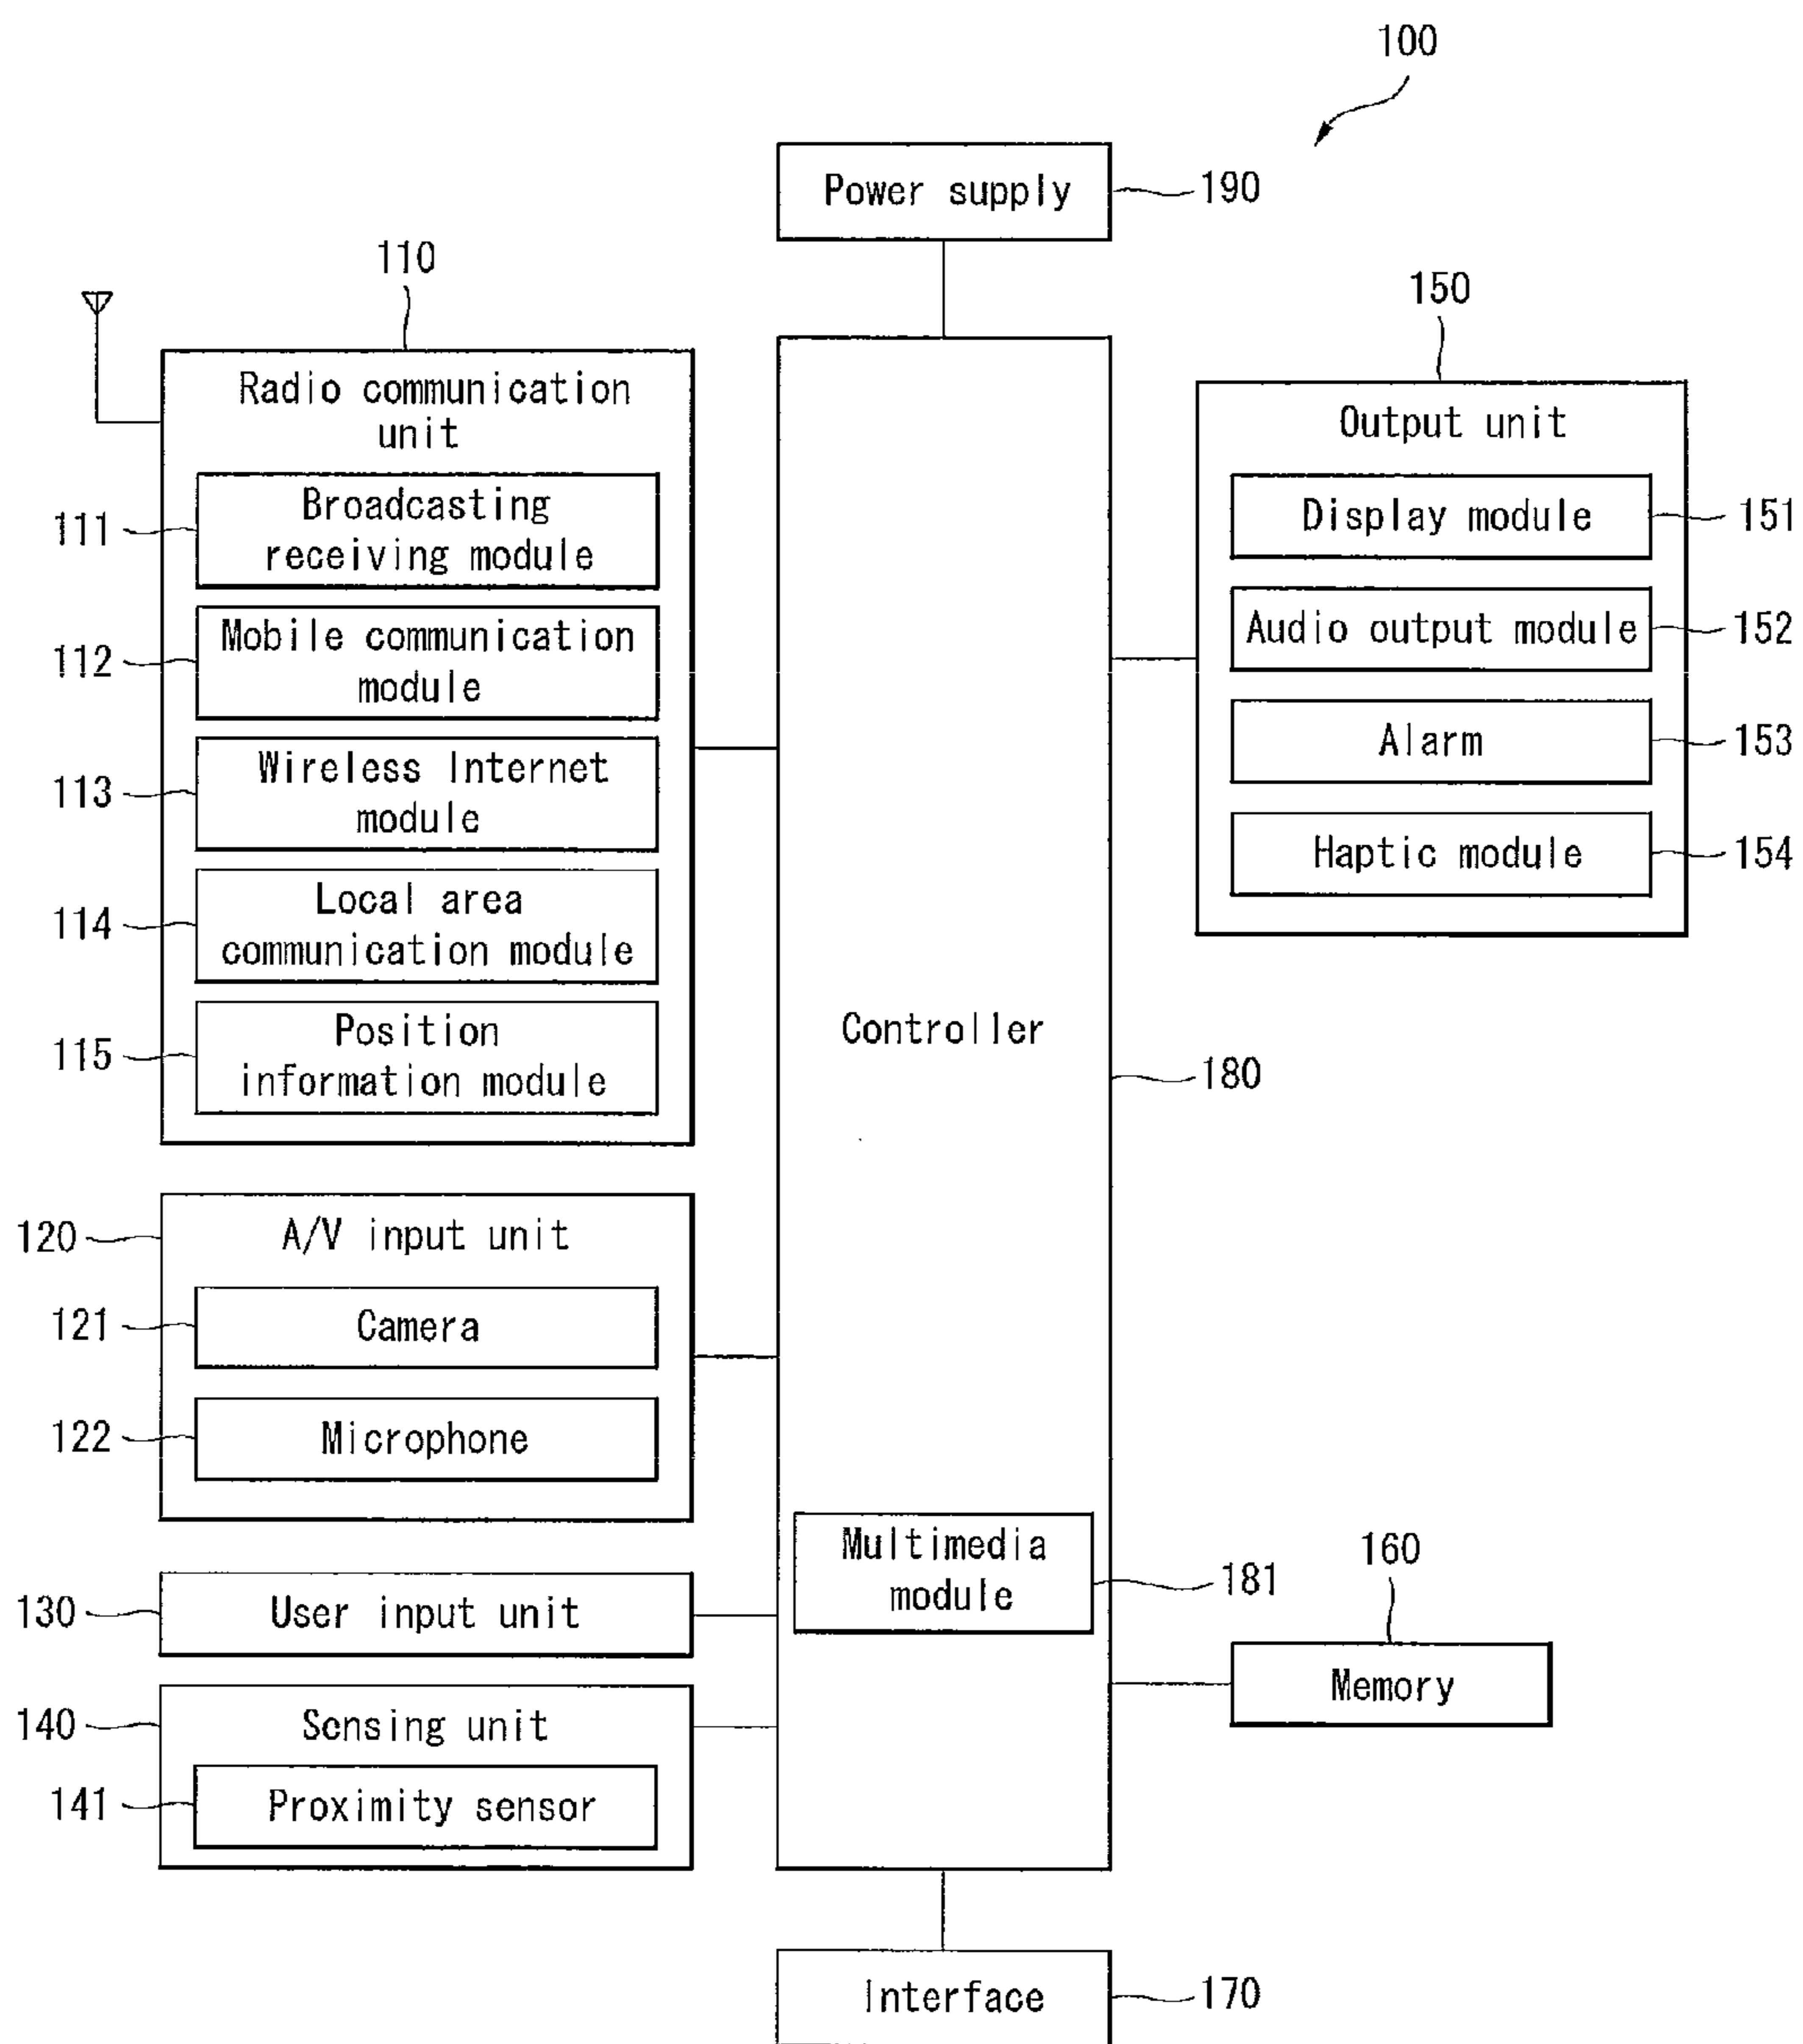 100
Power supply
190
110
Radio communication
unit
111
Broadcasting
receiving module
112
Mobile communication
module
113
Wireless Internet
module
114
Local area
communication module
115
Position
information module
150
Output unit
Display module
151
Audio output module
152
Alarm
153
Haptic module
154
Controller
180
120
A/V input unit
121
Camera
122
Microphone
Multimedia
module
181
130
User input unit
140
Sensing unit
141
Proximity sensor
160
Memory
Interface
170